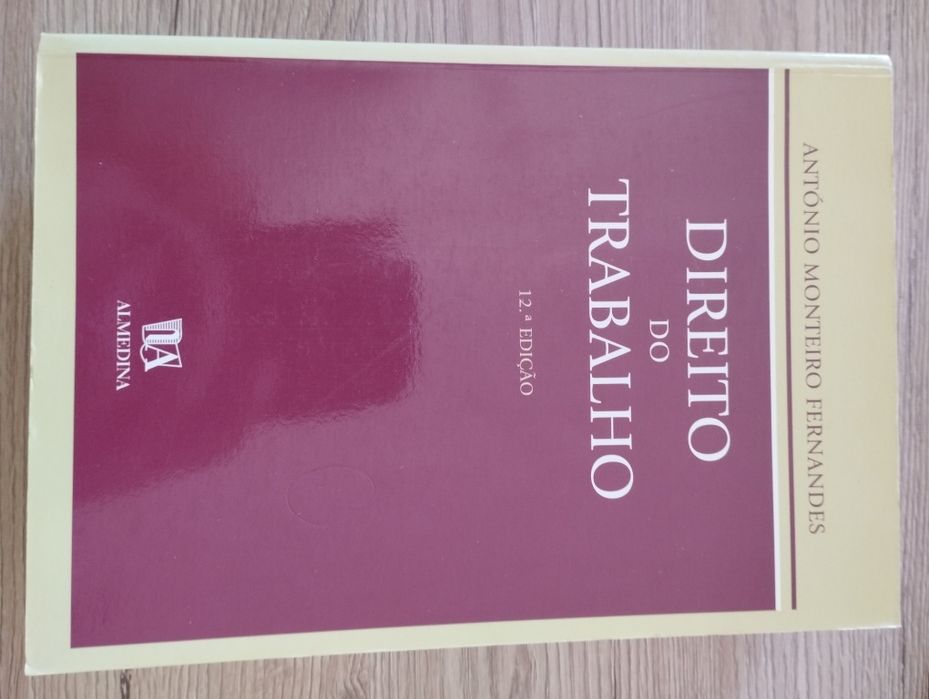 ANTÓNIO MONTEIRO FERNANDES
DIREITO
DO
TRABALHO
12.ª EDIÇÃO
ALMEDINA